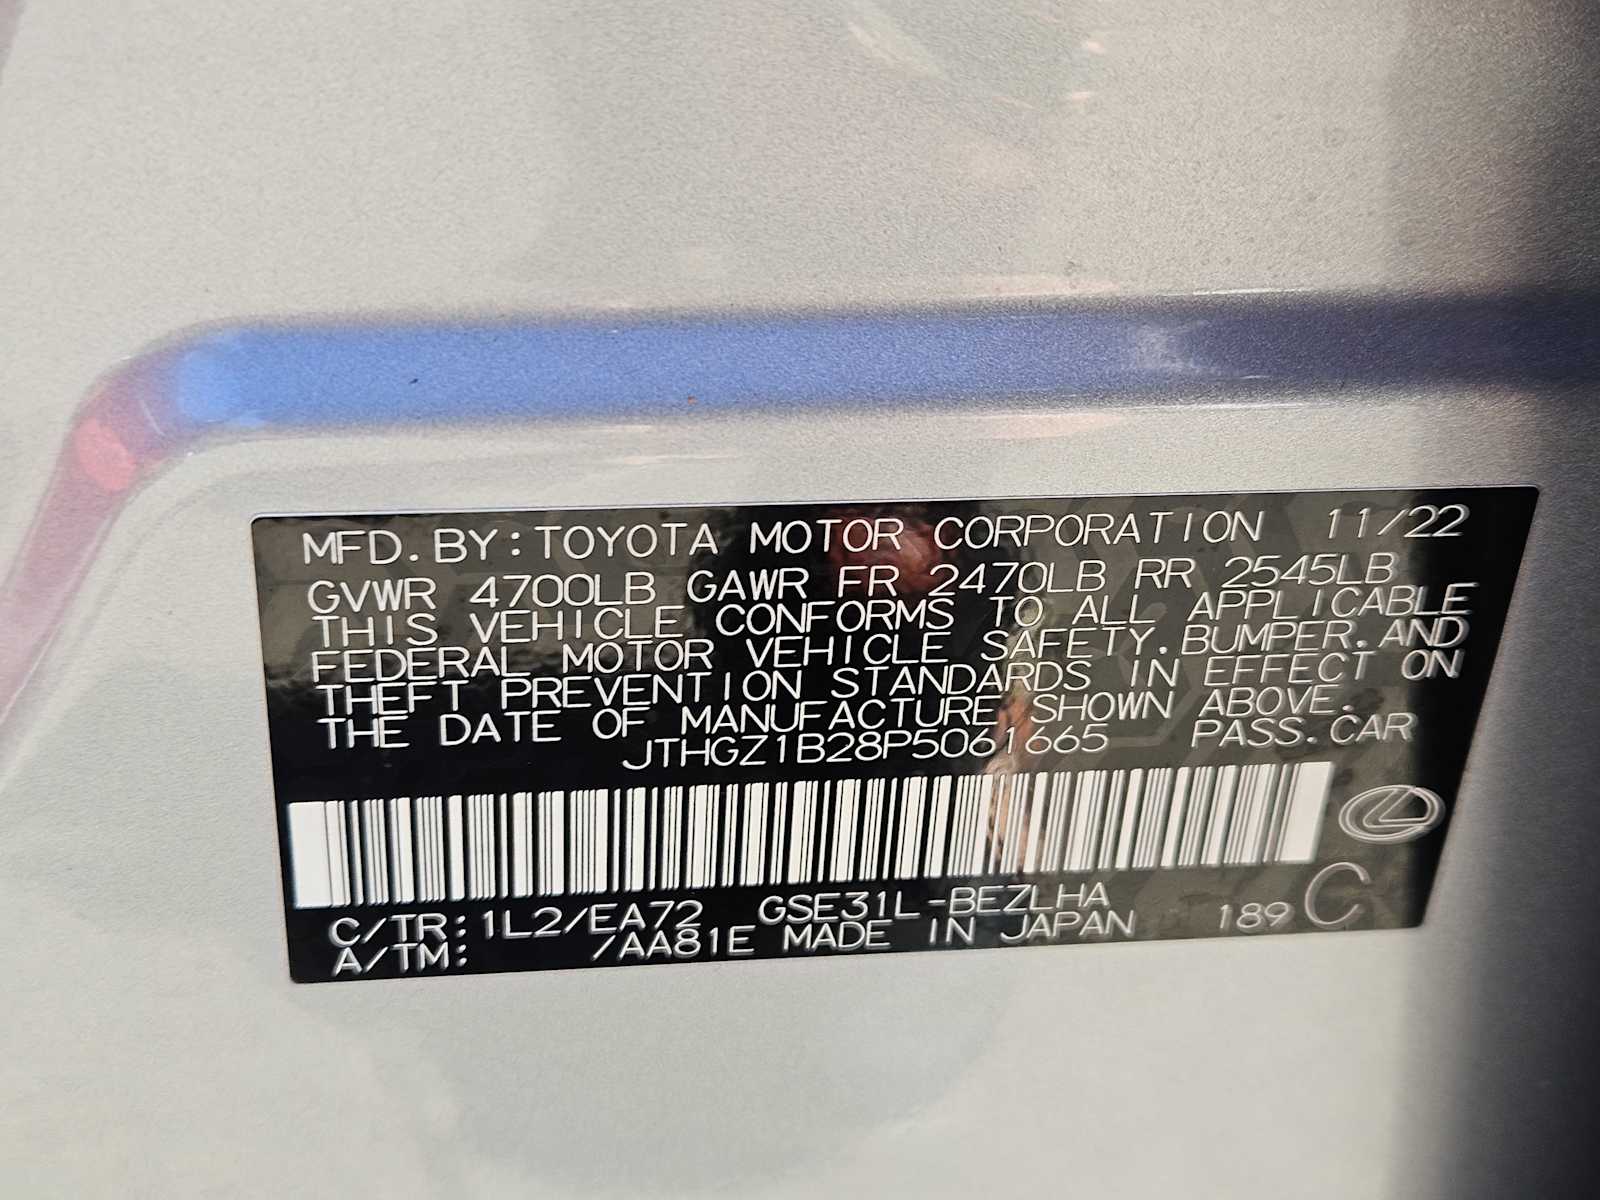 MFD.BY:TOYOTA MOTOR CORPORATION 11/22
GVWR 4700LB GAWR FR 2470LB RR 2545LB
THIS VEHICLE CONFORMS TO ALL APPLICABLE
FEDERAL MOTOR VEHICLE SAFETY.BUMPER.AND
THEFT PREVENTION STANDARDS IN EFFECT ON
THE DATE OF MANUFACTURE SHOWN ABOVE.
JTHGZ1B28P5061665 PASS.CAR
C/TR:1L2/EA72 GSE31L-BEZLHA 189 C
A/TM: /AA81E MADE IN JAPAN